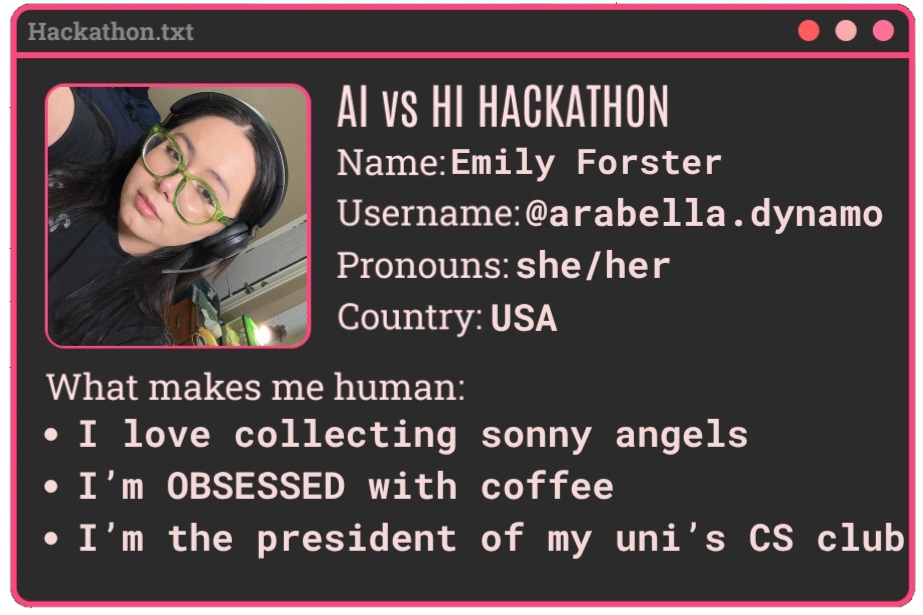 Hackathon.txt
AI vs HI HACKATHON
Name: Emily Forster
Username: @arabella.dynamo
Pronouns: she/her
Country: USA
What makes me human:
• I love collecting sonny angels
• I’m OBSESSED with coffee
• I’m the president of my uni’s CS club